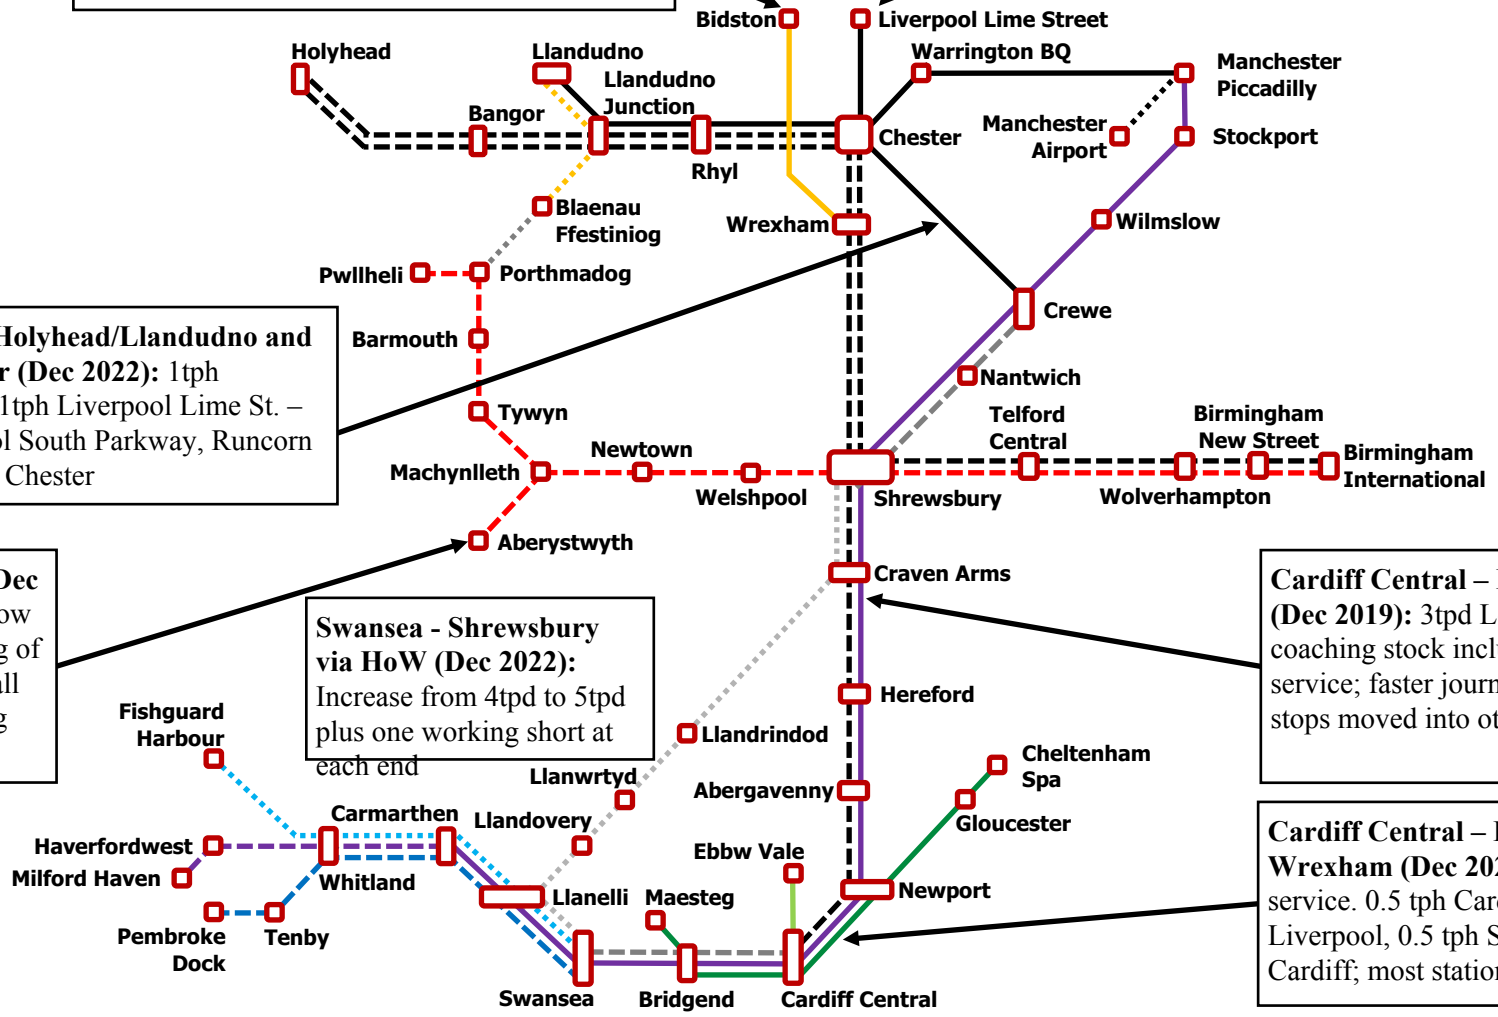 Bidston
Liverpool Lime Street
Holyhead
Llandudno
Warrington BQ
Manchester
Piccadilly
Llandudno
Junction
Bangor
Chester
Manchester
Airport
Stockport
Rhyl
Blaenau
Ffestiniog
Wrexham
Wilmslow
Pwllheli
Porthmadog
Crewe
Holyhead/Llandudno and
r (Dec 2022): 1tph
1tph Liverpool Lime St. –
ol South Parkway, Runcorn
Chester
Barmouth
Nantwich
Tywyn
Telford
Central
Birmingham
New Street
Newtown
Birmingham
International
Machynlleth
Welshpool
Shrewsbury
Wolverhampton
Aberystwyth
Dec
ow
g of
all
g
Craven Arms
Cardiff Central –
(Dec 2019): 3tpd L
coaching stock incl
service; faster journ
stops moved into ot
Swansea - Shrewsbury
via HoW (Dec 2022):
Increase from 4tpd to 5tpd
plus one working short at
each end
Hereford
Fishguard
Harbour
Llandrindod
Cheltenham
Spa
Llanwrtyd
Abergavenny
Carmarthen
Llandovery
Gloucester
Haverfordwest
Ebbw Vale
Milford Haven
Whitland
Llanelli
Maesteg
Newport
Cardiff Central –
Wrexham (Dec 202
service. 0.5 tph Card
Liverpool, 0.5 tph S
Cardiff; most station
Pembroke
Dock
Tenby
Swansea
Bridgend
Cardiff Central